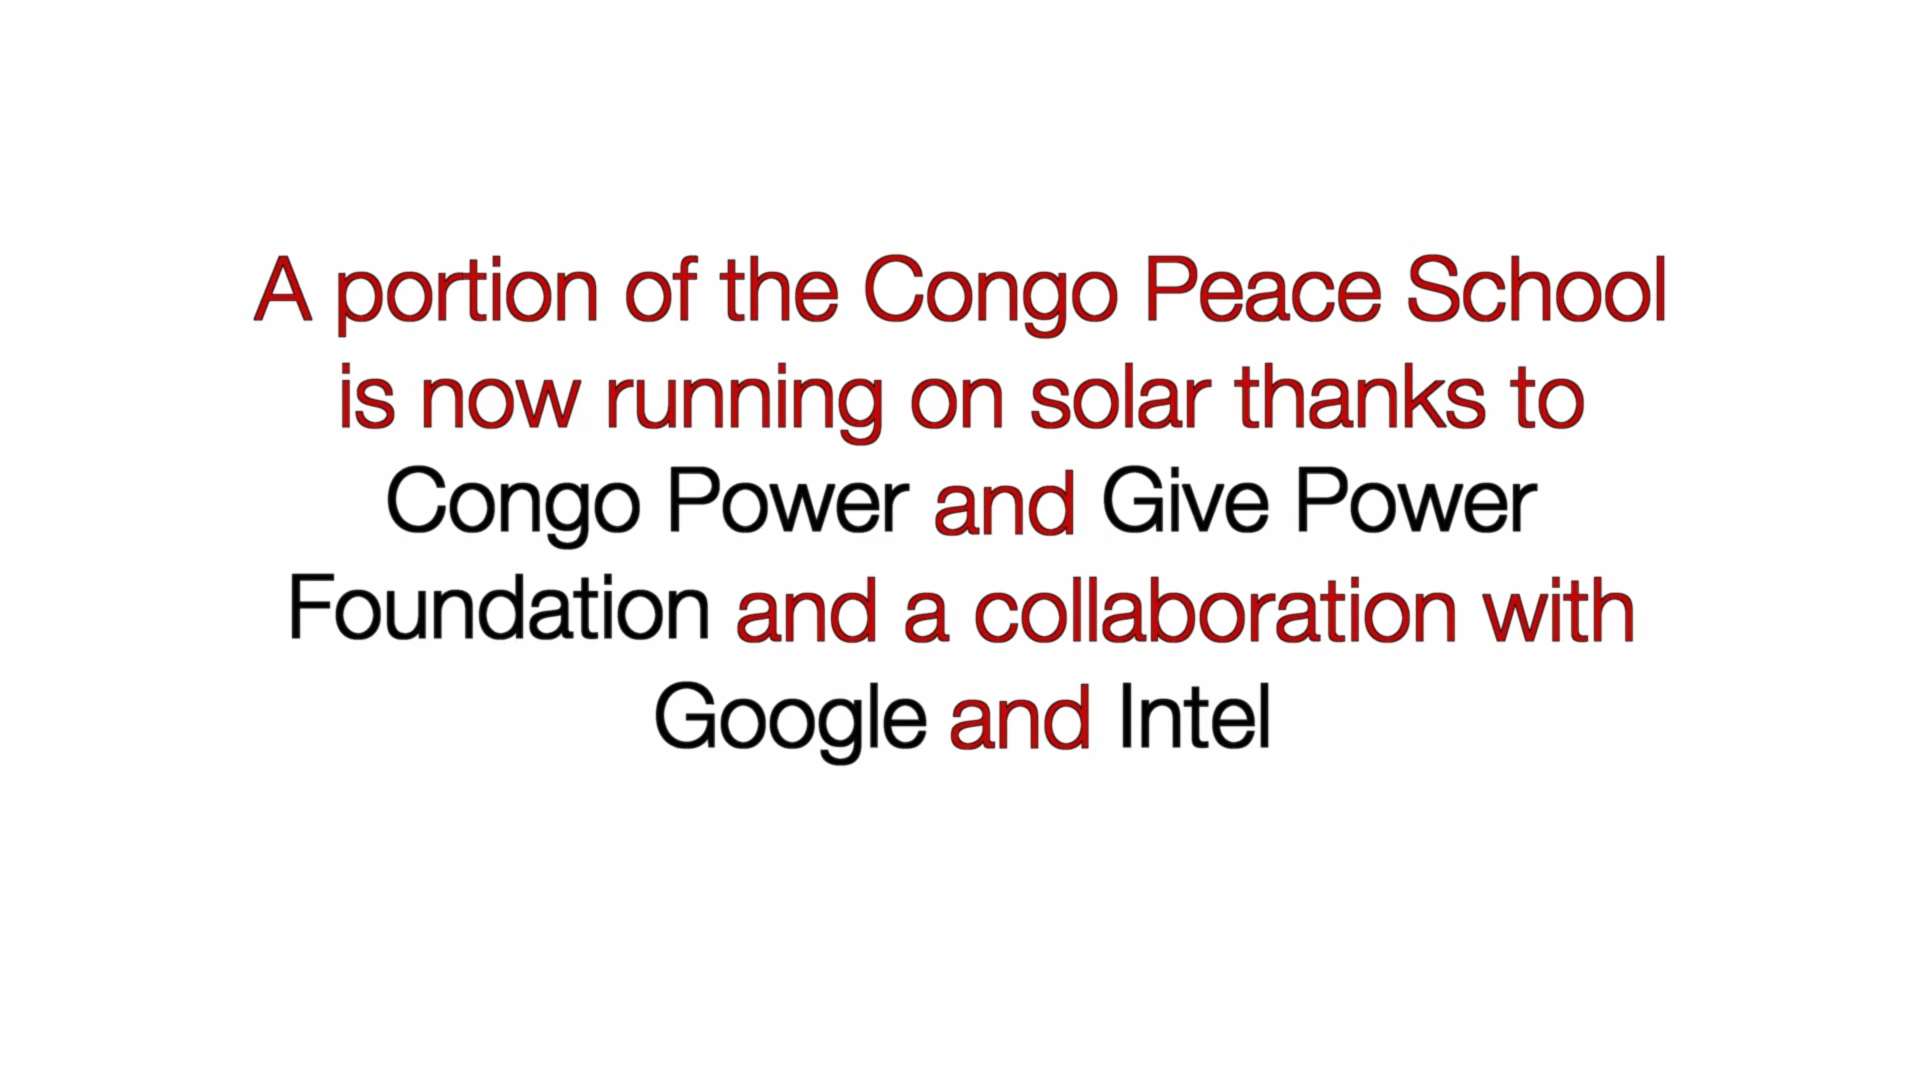 A portion of the Congo Peace School
is now running on solar thanks to
Congo Power and Give Power
Foundation and a collaboration with
Google and Intel